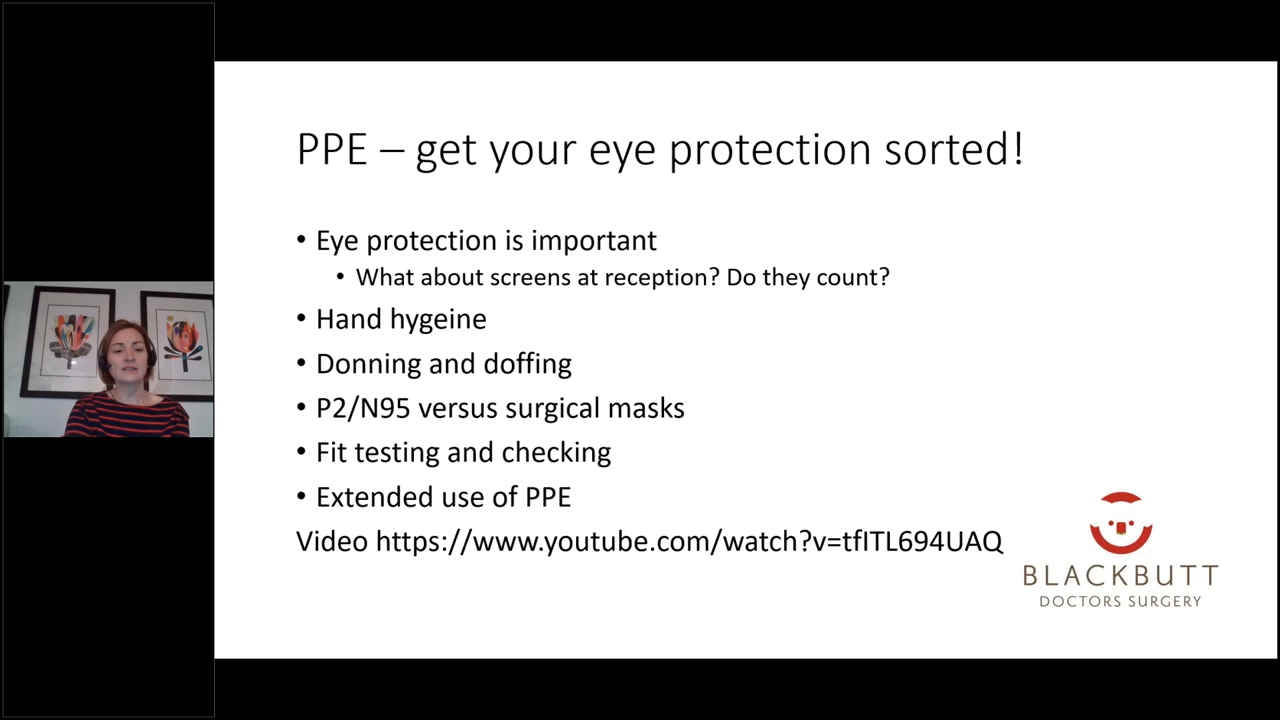 PPE – get your eye protection sorted!
• Eye protection is important
• What about screens at reception? Do they count?
• Hand hygeine
• Donning and doffing
• P2/N95 versus surgical masks
• Fit testing and checking
• Extended use of PPE
Video https://www.youtube.com/watch?v=tfITL694UAQ
BLACKBUTT
DOCTORS SURGERY